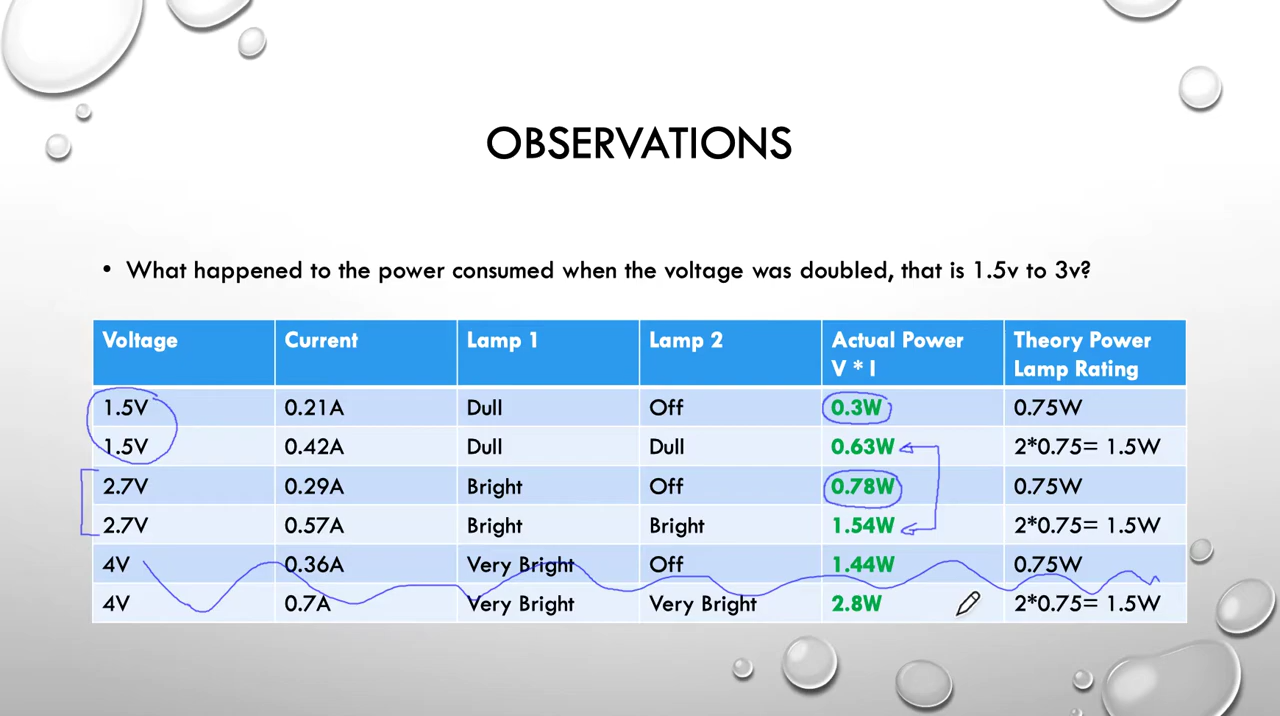 OBSERVATIONS
• What happened to the power consumed when the voltage was doubled, that is 1.5v to 3v?
Voltage Current Lamp 1 Lamp 2 Actual Power V * I Theory Power Lamp Rating
1.5V 0.21A Dull Off 0.3W 0.75W
1.5V 0.42A Dull Dull 0.63W 2*0.75= 1.5W
2.7V 0.29A Bright Off 0.78W 0.75W
2.7V 0.57A Bright Bright 1.54W 2*0.75= 1.5W
4V 0.36A Very Bright Off 1.44W 0.75W
4V 0.7A Very Bright Very Bright 2.8W 2*0.75= 1.5W